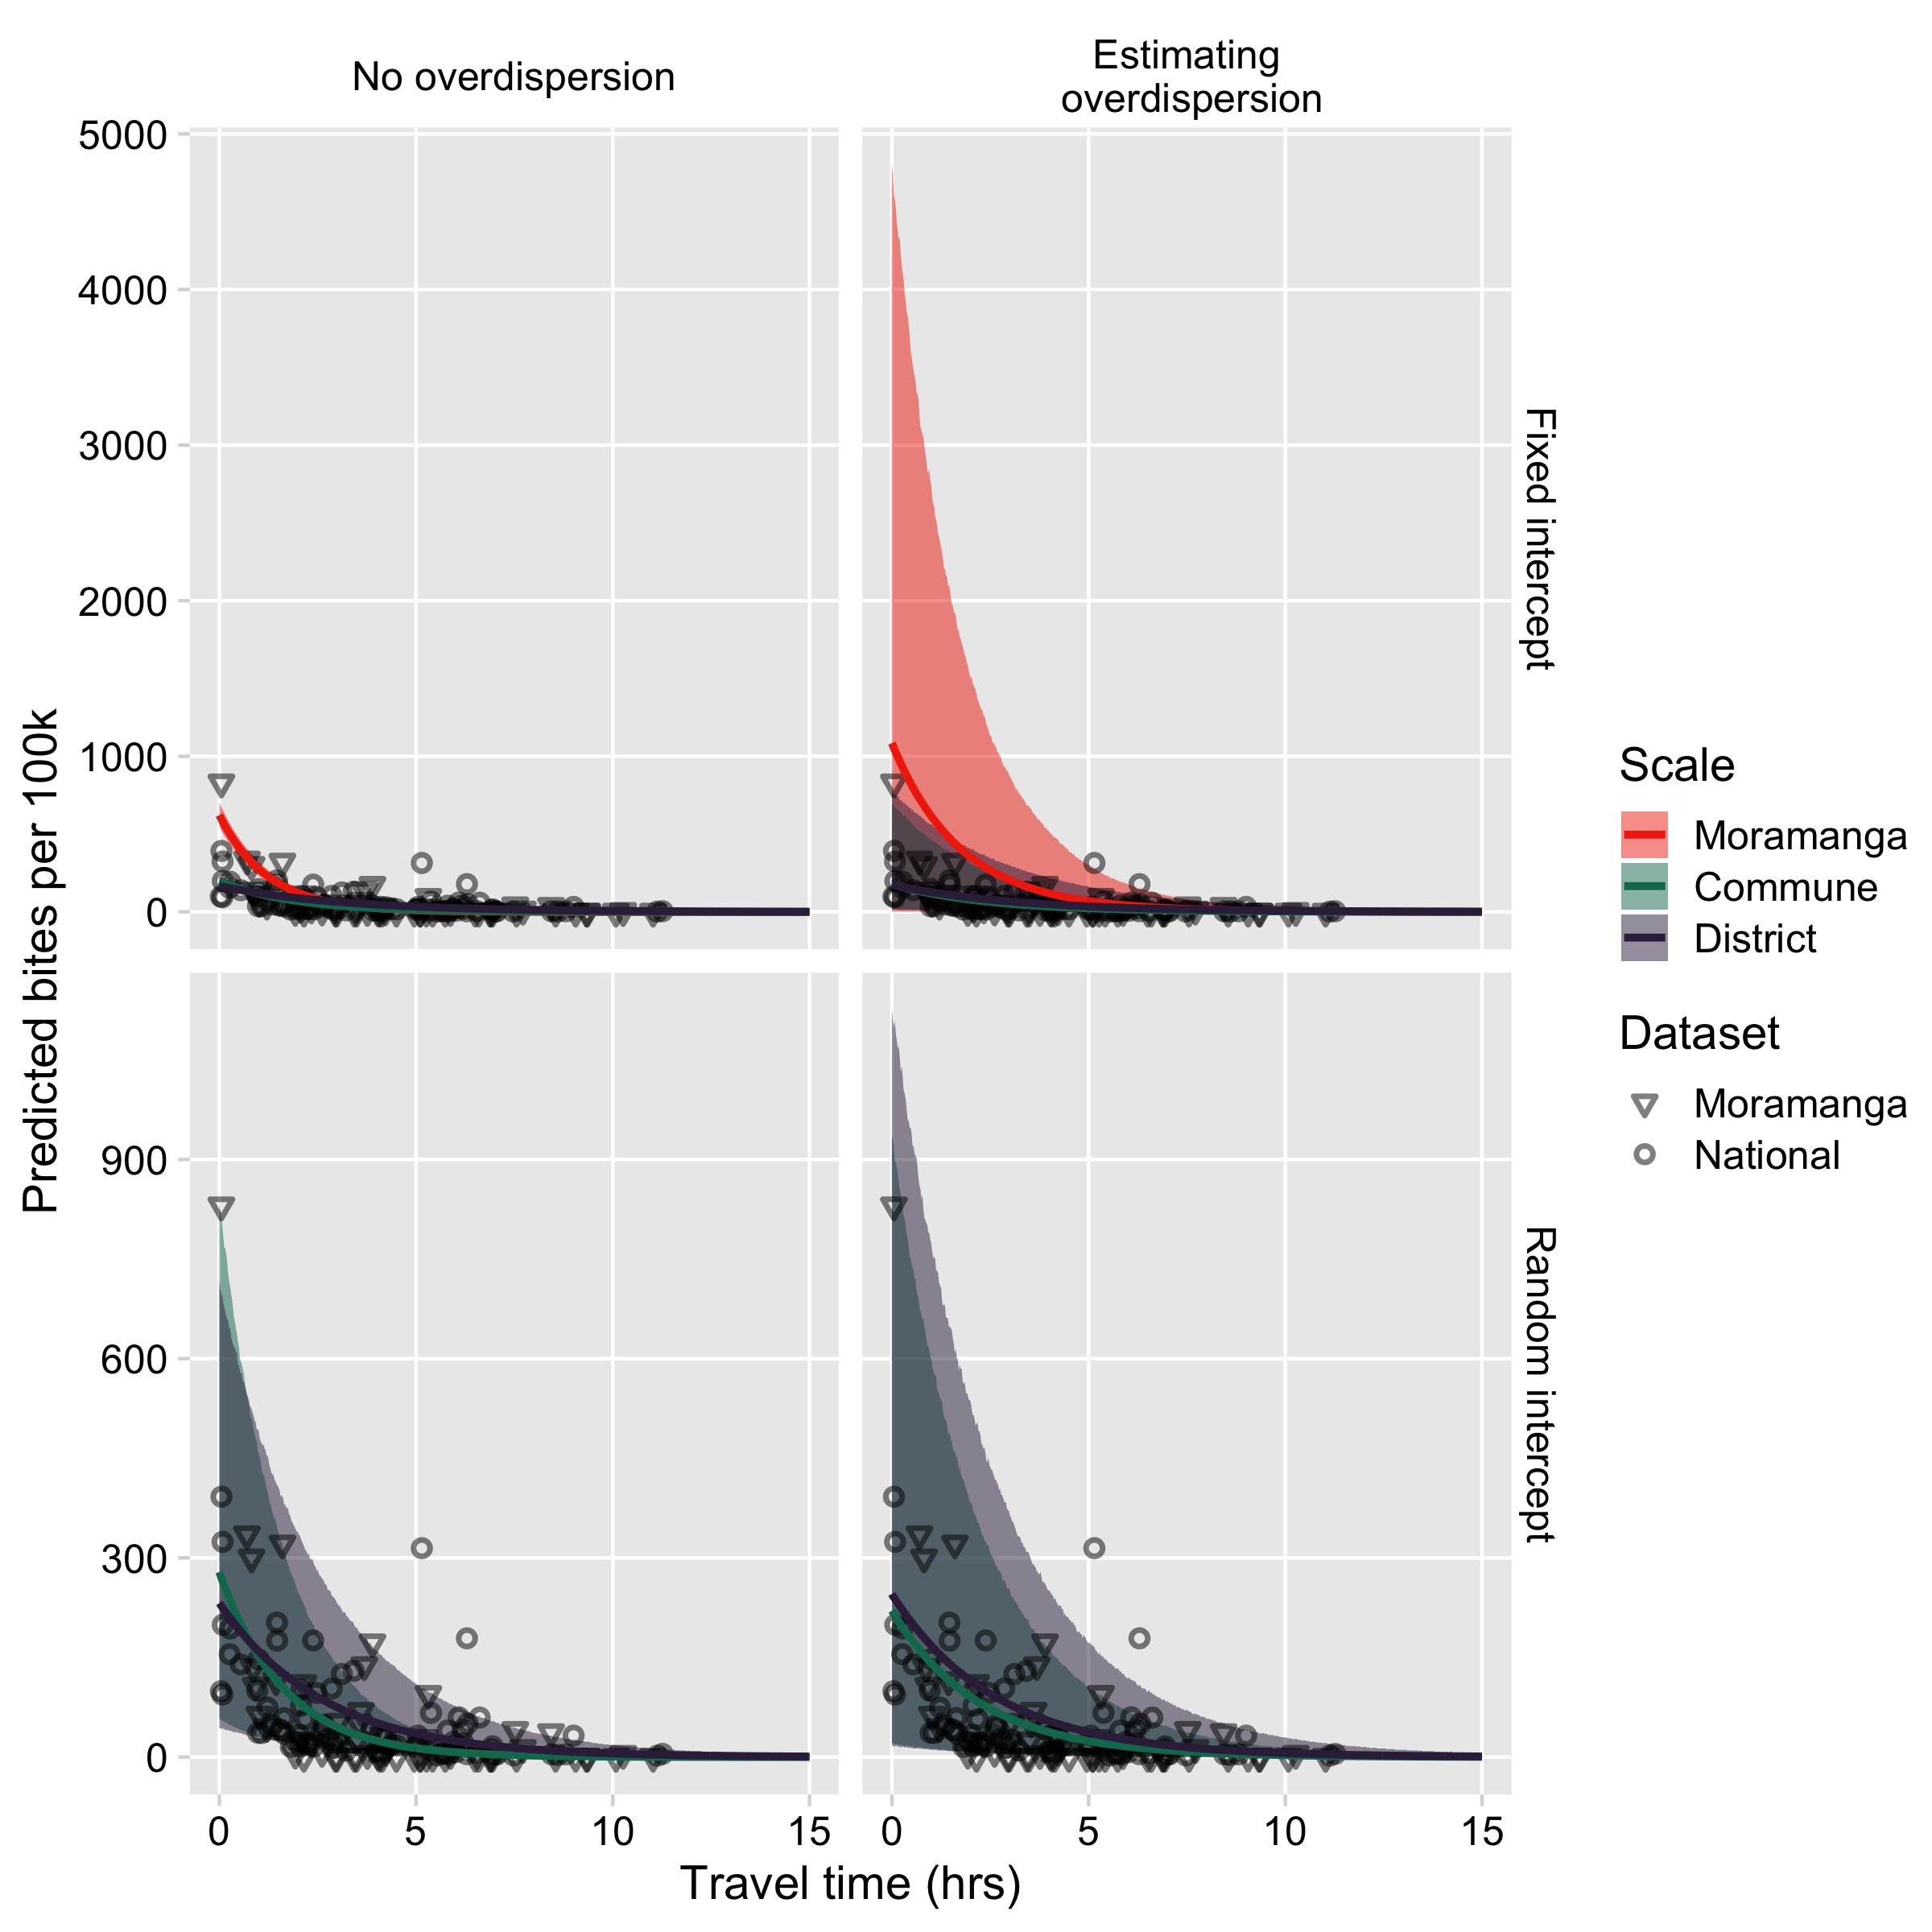 No overdispersion
Estimating
overdispersion
5000
4000
3000
2000
1000
0
Fixed intercept
900
600
300
0
Random intercept
0 5 10 15
0 5 10 15
Travel time (hrs)
Predicted bites per 100k
Scale
Moramanga
Commune
District
Dataset
Moramanga
National